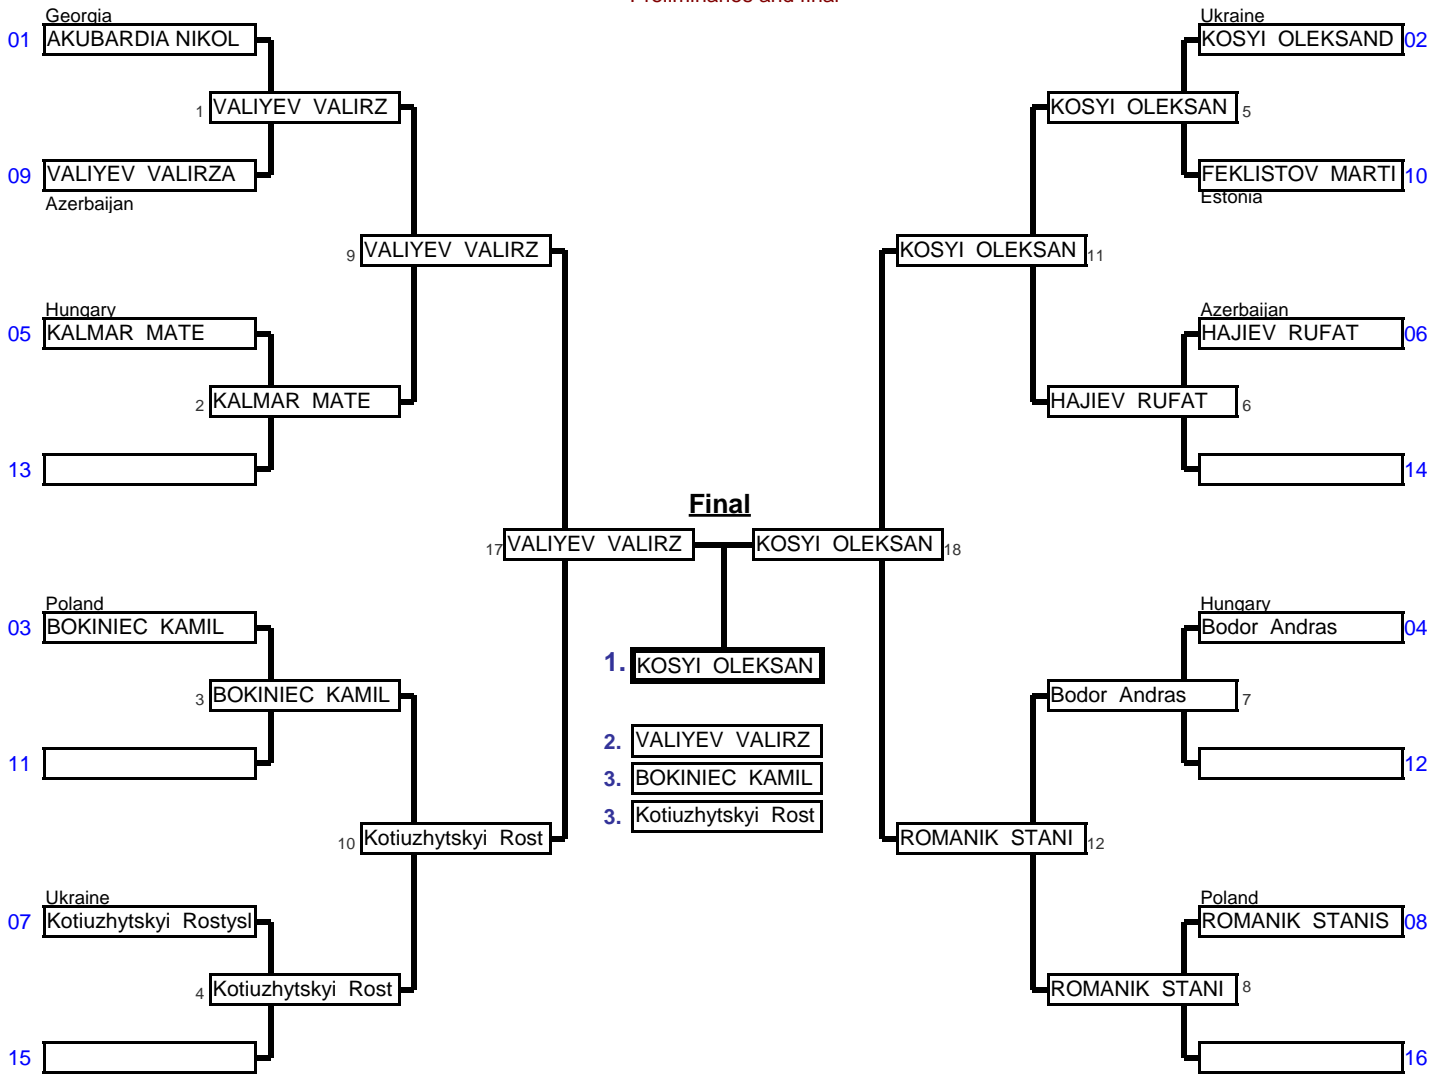 Preliminaries and final
Georgia
01 AKUBARDIA NIKOL
1 VALIYEV VALIRZ
09 VALIYEV VALIRZA
Azerbaijan
9 VALIYEV VALIRZ
Hungary
05 KALMAR MATE
2 KALMAR MATE
13
17 VALIYEV VALIRZ
Poland
03 BOKINIEC KAMIL
3 BOKINIEC KAMIL
11
10 Kotiuzhytskyi Rost
Ukraine
07 Kotiuzhytskyi Rostysl
4 Kotiuzhytskyi Rost
15
Final
1. KOSYI OLEKSAN
2. VALIYEV VALIRZ
3. BOKINIEC KAMIL
3. Kotiuzhytskyi Rost
Ukraine
KOSYI OLEKSAND 02
KOSYI OLEKSAN 5
FEKLISTOV MARTI 10
Estonia
KOSYI OLEKSAN 11
Azerbaijan
HAJIEV RUFAT 06
HAJIEV RUFAT 6
14
KOSYI OLEKSAN 18
Hungary
Bodor Andras 04
Bodor Andras 7
12
ROMANIK STANI 12
Poland
ROMANIK STANIS 08
ROMANIK STANI 8
16